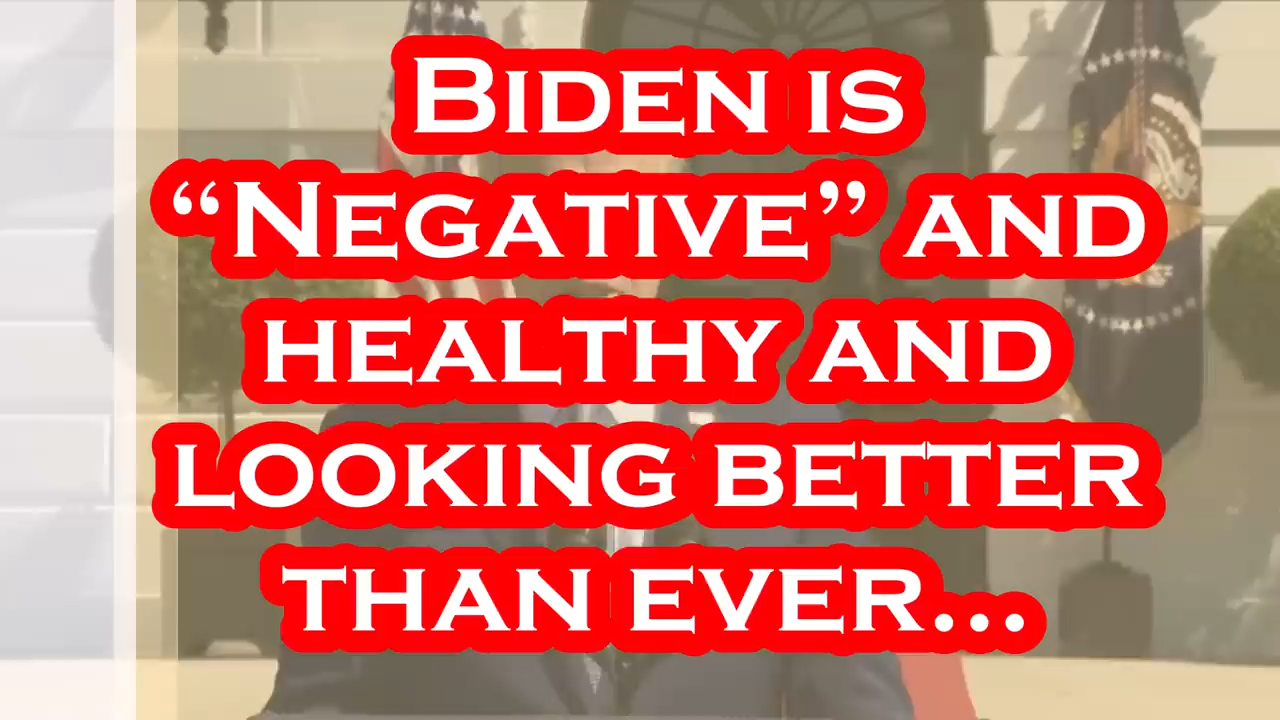 BIDEN IS
“NEGATIVE” AND
HEALTHY AND
LOOKING BETTER
THAN EVER...